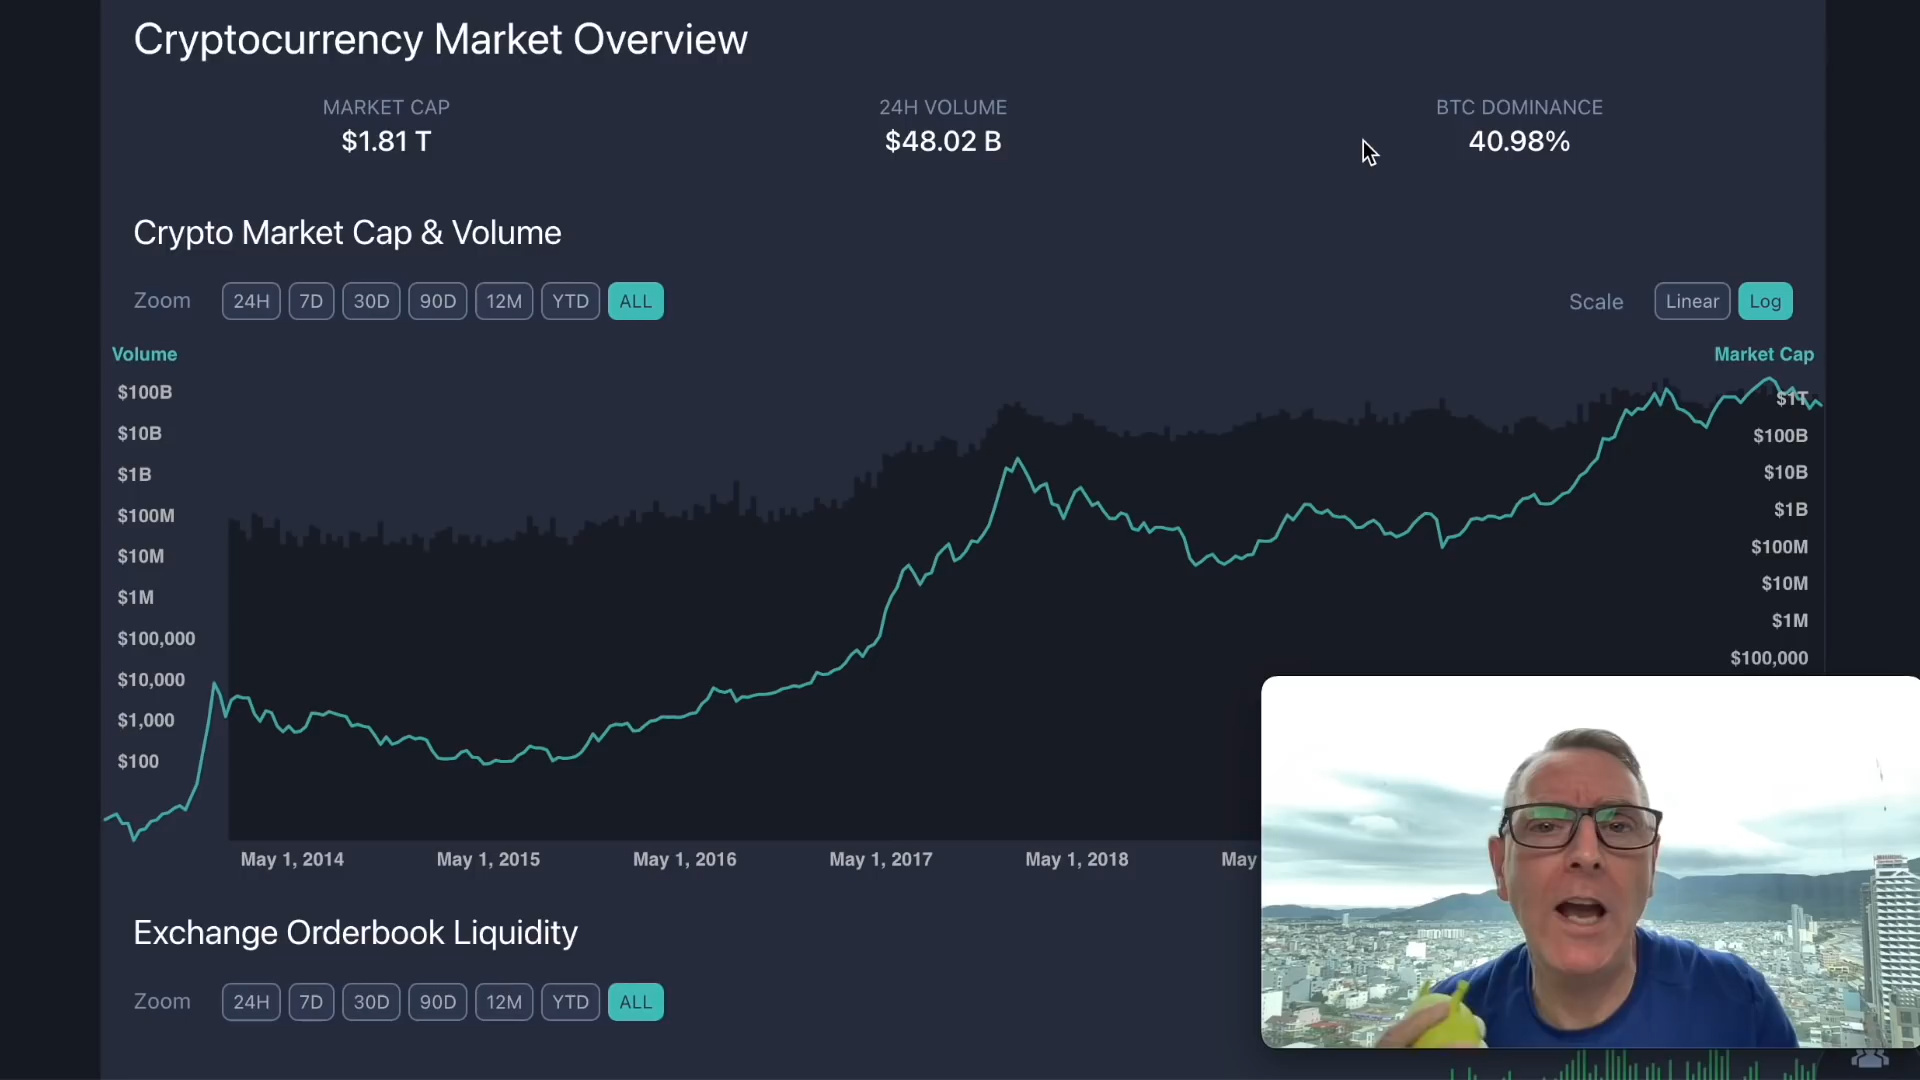 Cryptocurrency Market Overview
MARKET CAP
$1.81 T
24H VOLUME
$48.02 B
BTC DOMINANCE
40.98%
Crypto Market Cap & Volume
Zoom 24H 7D 30D 90D 12M YTD ALL
Scale Linear Log
Volume
$100B
$10B
$1B
$100M
$10M
$1M
$100,000
$10,000
$1,000
$100
Market Cap
$1T
$100B
$10B
$1B
$100M
$10M
$1M
$100,000
May 1, 2014 May 1, 2015 May 1, 2016 May 1, 2017 May 1, 2018 May
Exchange Orderbook Liquidity
Zoom 24H 7D 30D 90D 12M YTD ALL